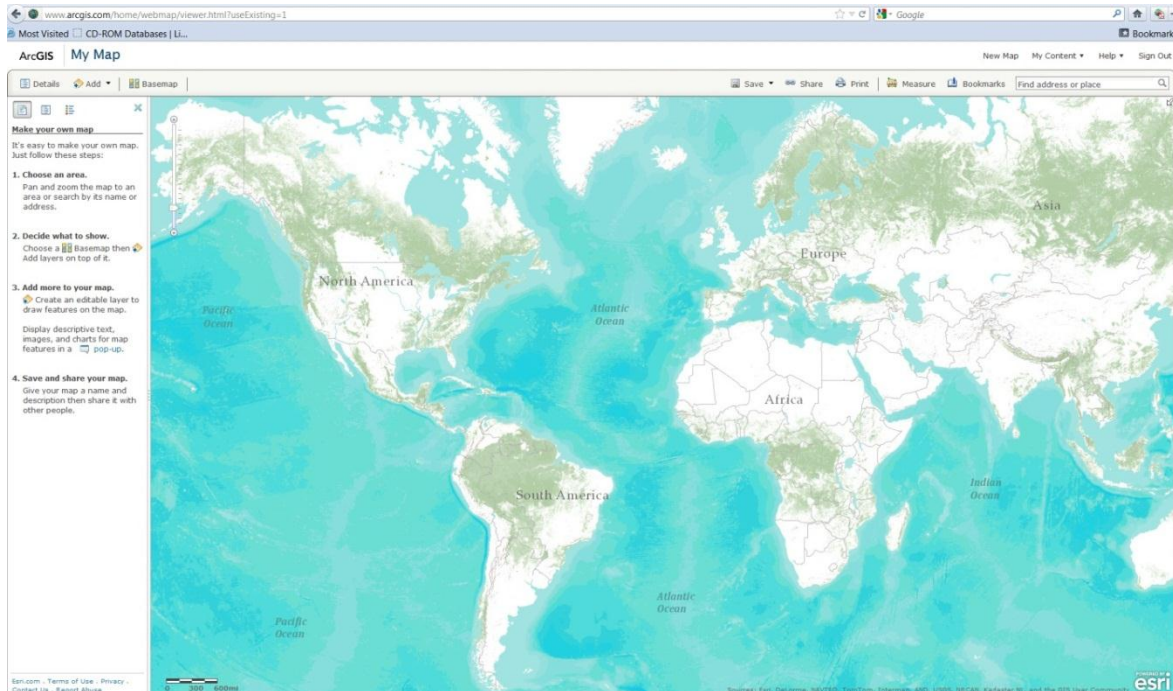 www.arcgis.com/home/webmap/viewer.html?useExisting=1
Google
Most Visited CD-ROM Databases | Li...
Bookmark
ArcGIS My Map
New Map My Content Help Sign Out
Details Add Basemap
Save Share Print Measure Bookmarks Find address or place
Make your own map
It's easy to make your own map.
Just follow these steps:
1. Choose an area.
Pan and zoom the map to an
area or search by its name or
address.
2. Decide what to show.
Choose a Basemap then
Add layers on top of it.
3. Add more to your map.
Create an editable layer to
draw features on the map.
Display descriptive text,
images, and charts for map
features in a pop-up.
4. Save and share your map.
Give your map a name and
description then share it with
other people.
Esri.com . Terms of Use . Privacy .
Contact Us . Report Abuse
Asia
Europe
North America
Pacific
Ocean
Atlantic
Ocean
Africa
South America
Indian
Ocean
Atlantic
Ocean
Pacific
Ocean
0 300 600mi
POWERED BY
esri